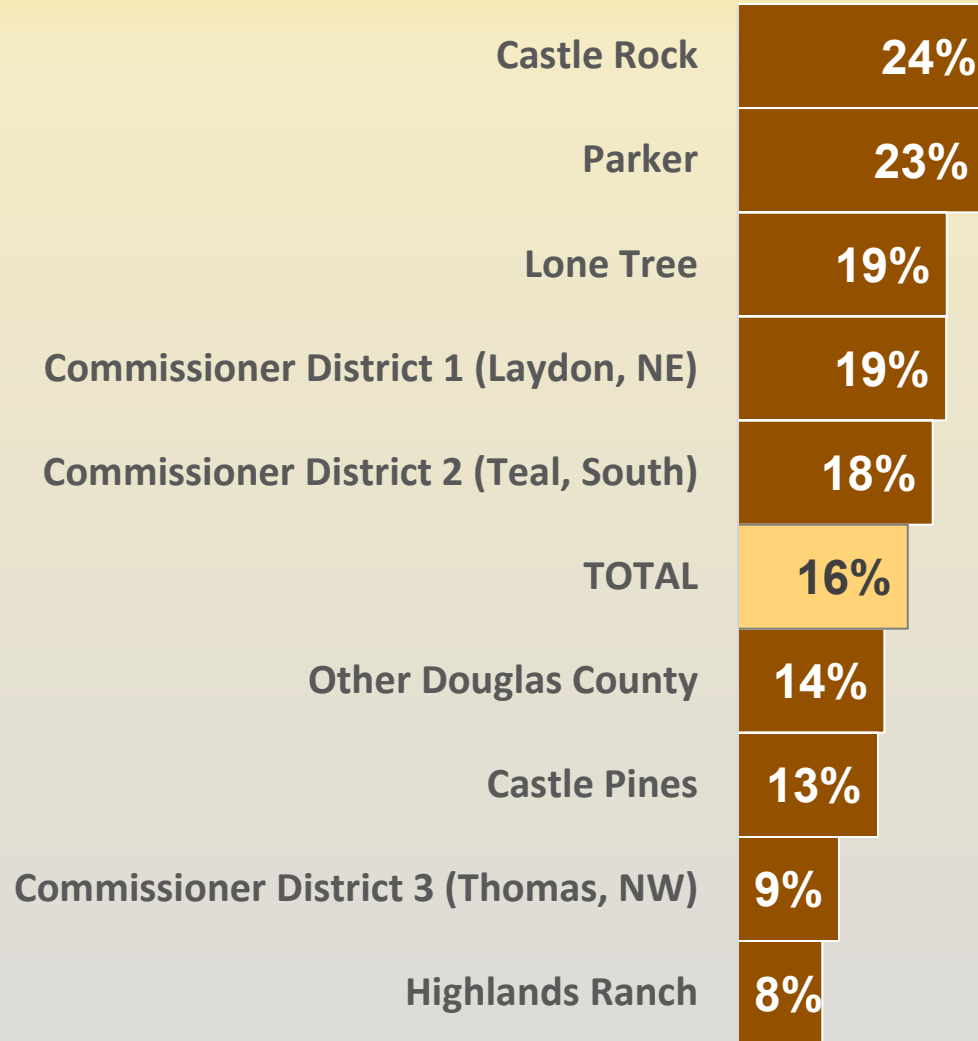 Castle Rock 24%
Parker 23%
Lone Tree 19%
Commissioner District 1 (Laydon, NE) 19%
Commissioner District 2 (Teal, South) 18%
TOTAL 16%
Other Douglas County 14%
Castle Pines 13%
Commissioner District 3 (Thomas, NW) 9%
Highlands Ranch 8%